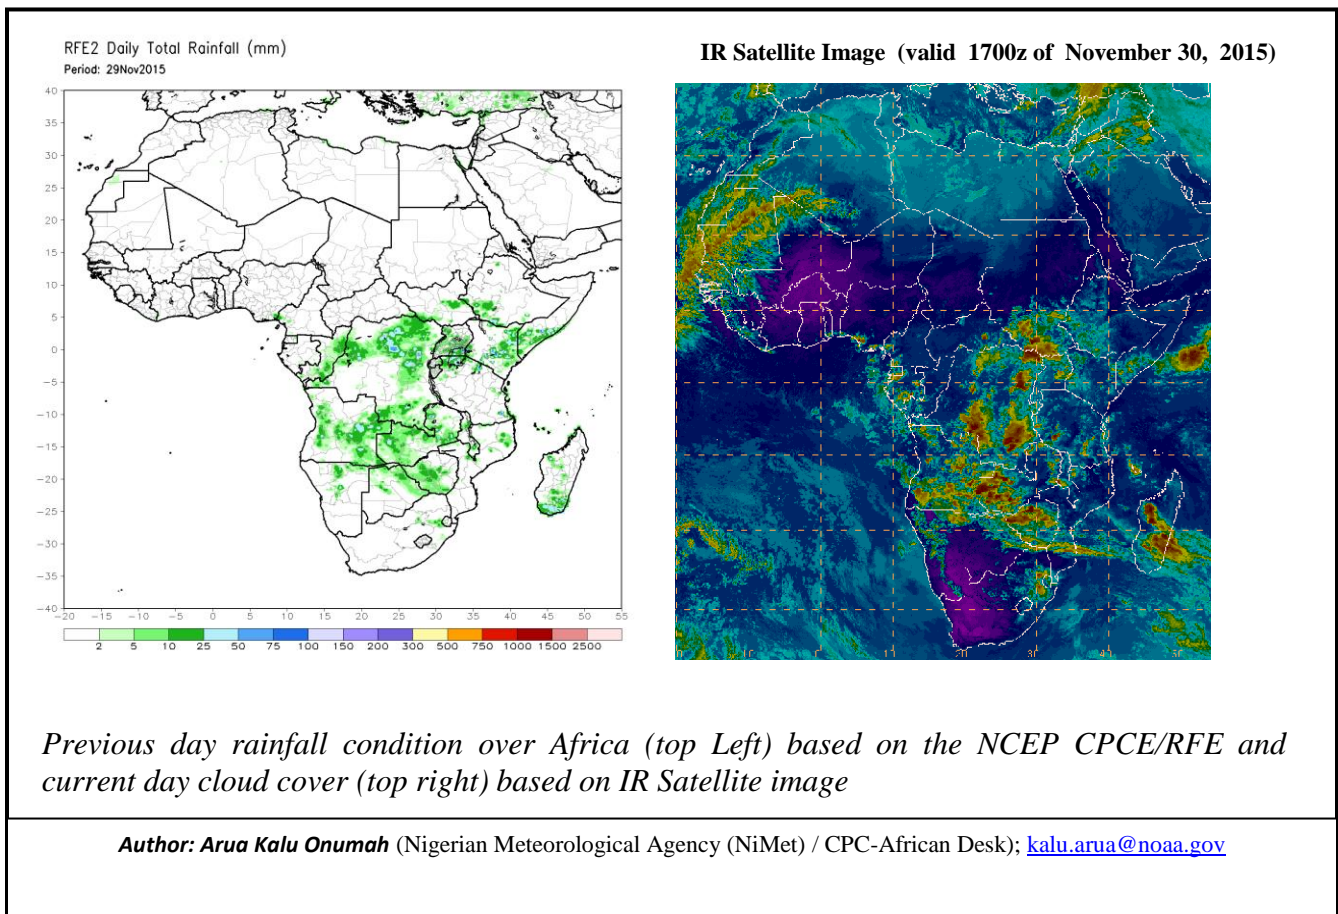 RFE2 Daily Total Rainfall (mm)
Period: 29Nov2015
IR Satellite Image (valid 1700z of November 30, 2015)
40
35
30
25
20
15
10
5
0
−5
−10
−15
−20
−25
−30
−35
−40
−20 −15 −10 −5 0 5 10 15 20 25 30 35 40 45 50 55
2 5 10 25 50 75 100 150 200 300 500 750 1000 1500 2500
Previous day rainfall condition over Africa (top Left) based on the NCEP CPCE/RFE and
current day cloud cover (top right) based on IR Satellite image
Author: Arua Kalu Onumah (Nigerian Meteorological Agency (NiMet) / CPC-African Desk); kalu.arua@noaa.gov